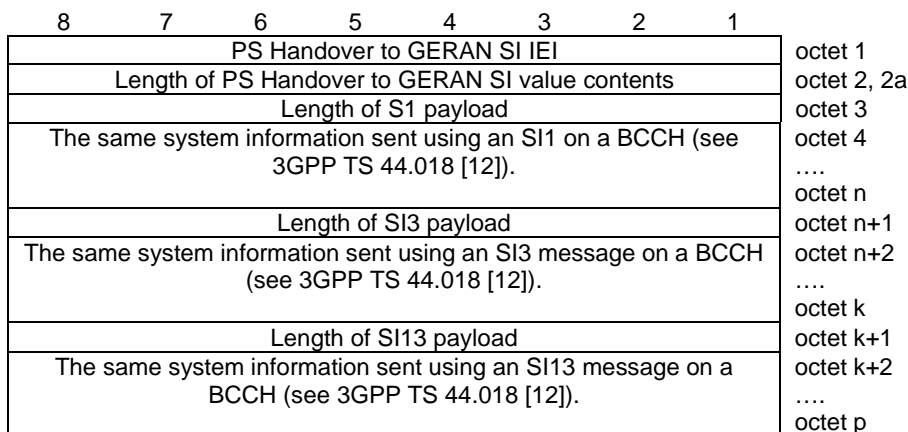 8 7 6 5 4 3 2 1
PS Handover to GERAN SI IEI octet 1
Length of PS Handover to GERAN SI value contents octet 2, 2a
Length of S1 payload octet 3
The same system information sent using an SI1 on a BCCH (see octet 4
3GPP TS 44.018 [12]). ….
octet n
Length of SI3 payload octet n+1
The same system information sent using an SI3 message on a BCCH octet n+2
(see 3GPP TS 44.018 [12]). ….
octet k
Length of SI13 payload octet k+1
The same system information sent using an SI13 message on a octet k+2
BCCH (see 3GPP TS 44.018 [12]). ….
octet p